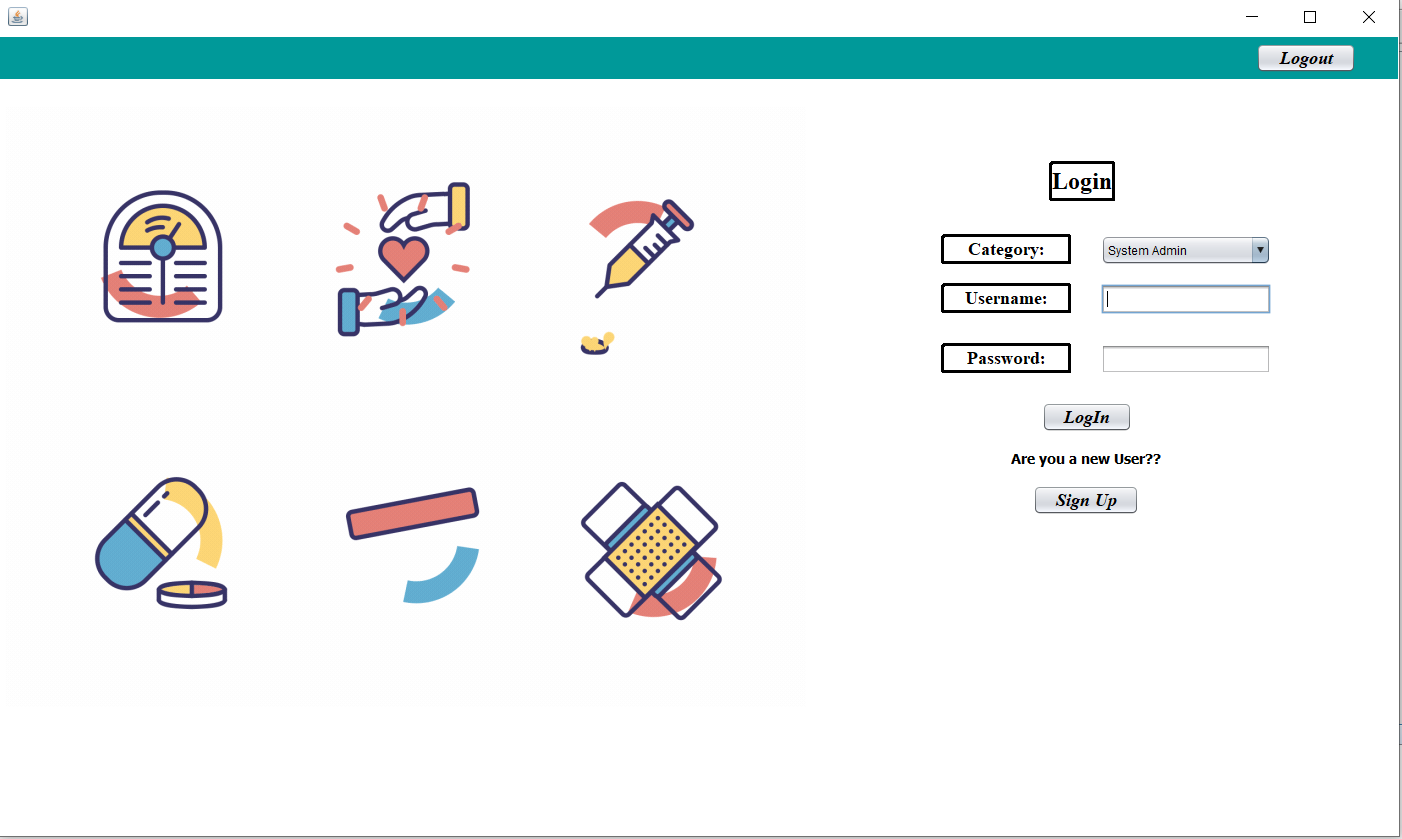 Logout
Login
Category:
System Admin
Username:
Password:
LogIn
Are you a new User??
Sign Up